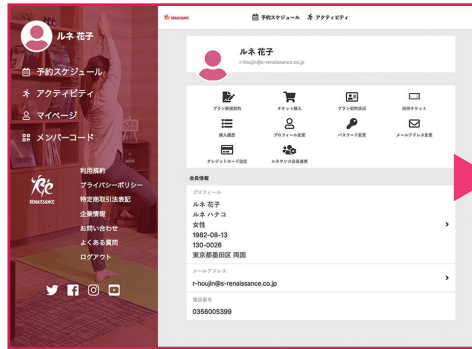 ルネ 花子
予約スケジュール
アクティビティ
マイページ
メンバーコード
RENAISSANCE
利用規約
プライバシーポリシー
特定商取引法表記
企業情報
お問い合わせ
よくある質問
ログアウト
RENAISSANCE
予約スケジュール アクティビティ
ルネ 花子
r-houjin@s-renaissance.co.jp
プラン新規契約 チケット購入 プラン契約状況 所持チケット
購入履歴 プロフィール変更 パスワード変更 メールアドレス変更
クレジットカード設定 ルネサンス会員連携
会員情報
プロフィール
ルネ 花子
ルネ ハナコ
女性
1982-08-13
130-0026
東京都墨田区 両国
メールアドレス
r-houjin@s-renaissance.co.jp
電話番号
0356005399